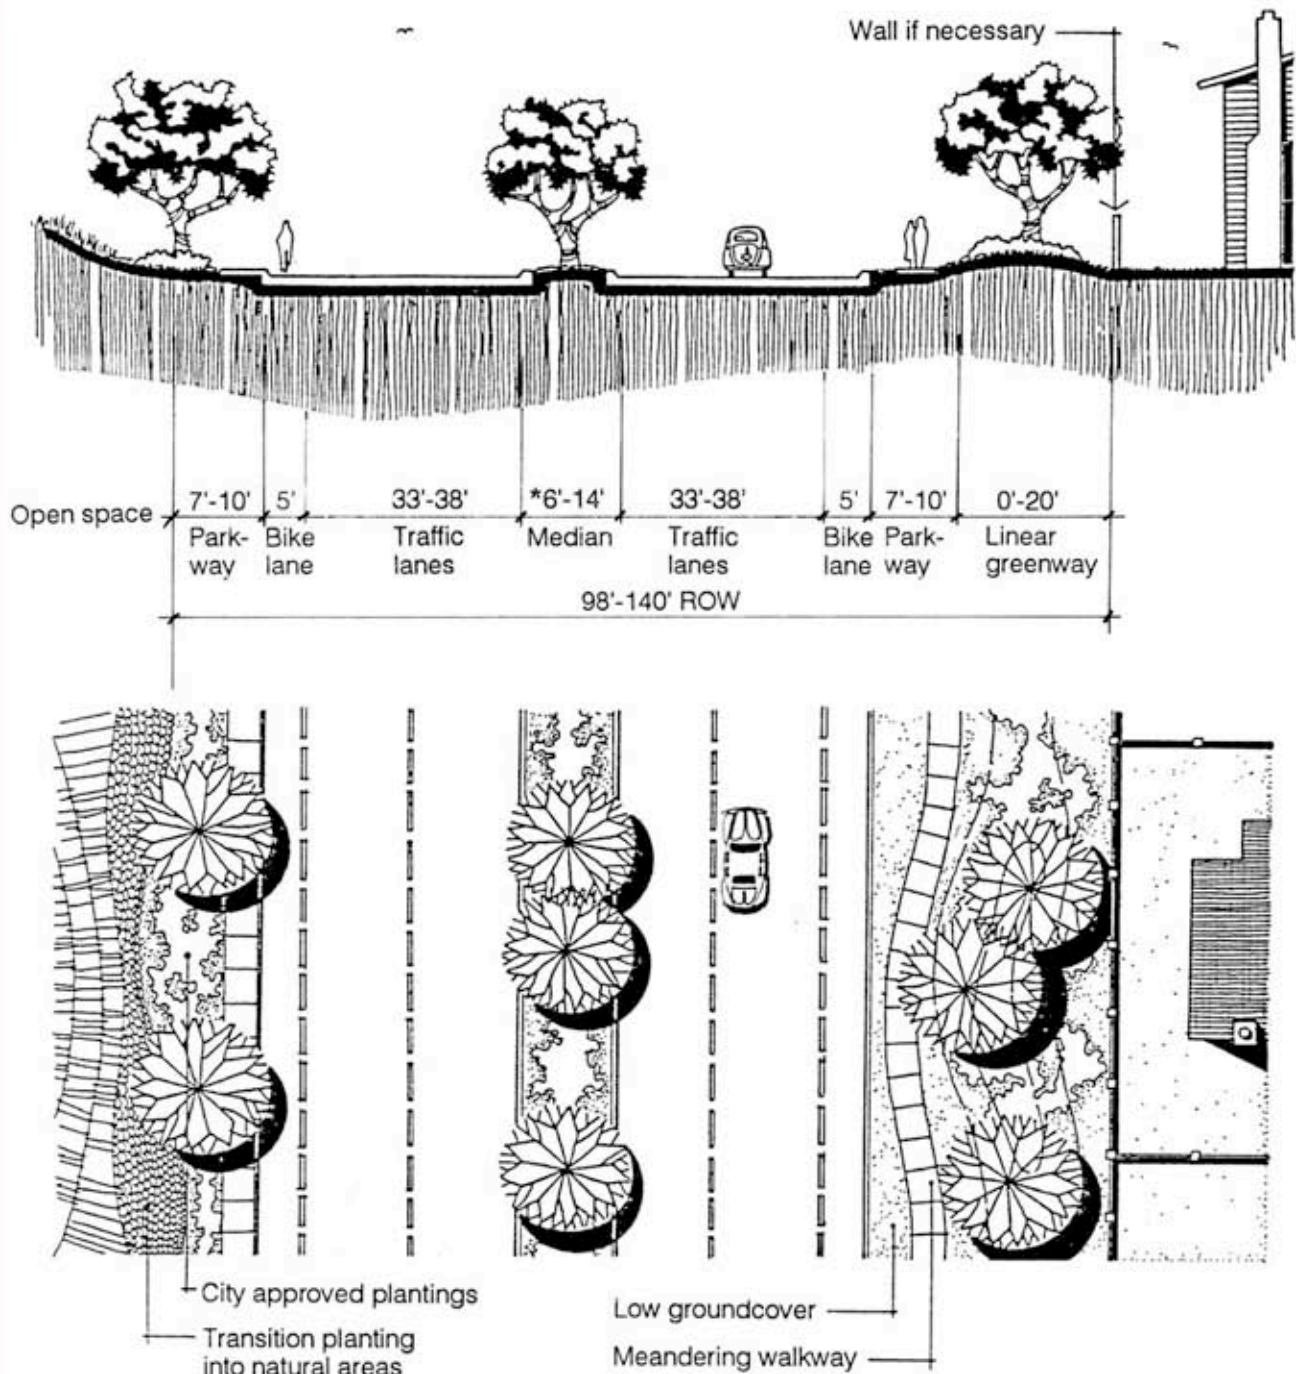 Wall if necessary
7'-10' 5' 33'-38' *6'-14' 33'-38' 5' 7'-10' 0'-20'
Open space
Park- Bike Traffic Median Traffic Bike Park- Linear
way lane lanes lanes lane way greenway
98'-140' ROW
City approved plantings
Transition planting
into natural areas
Low groundcover
Meandering walkway